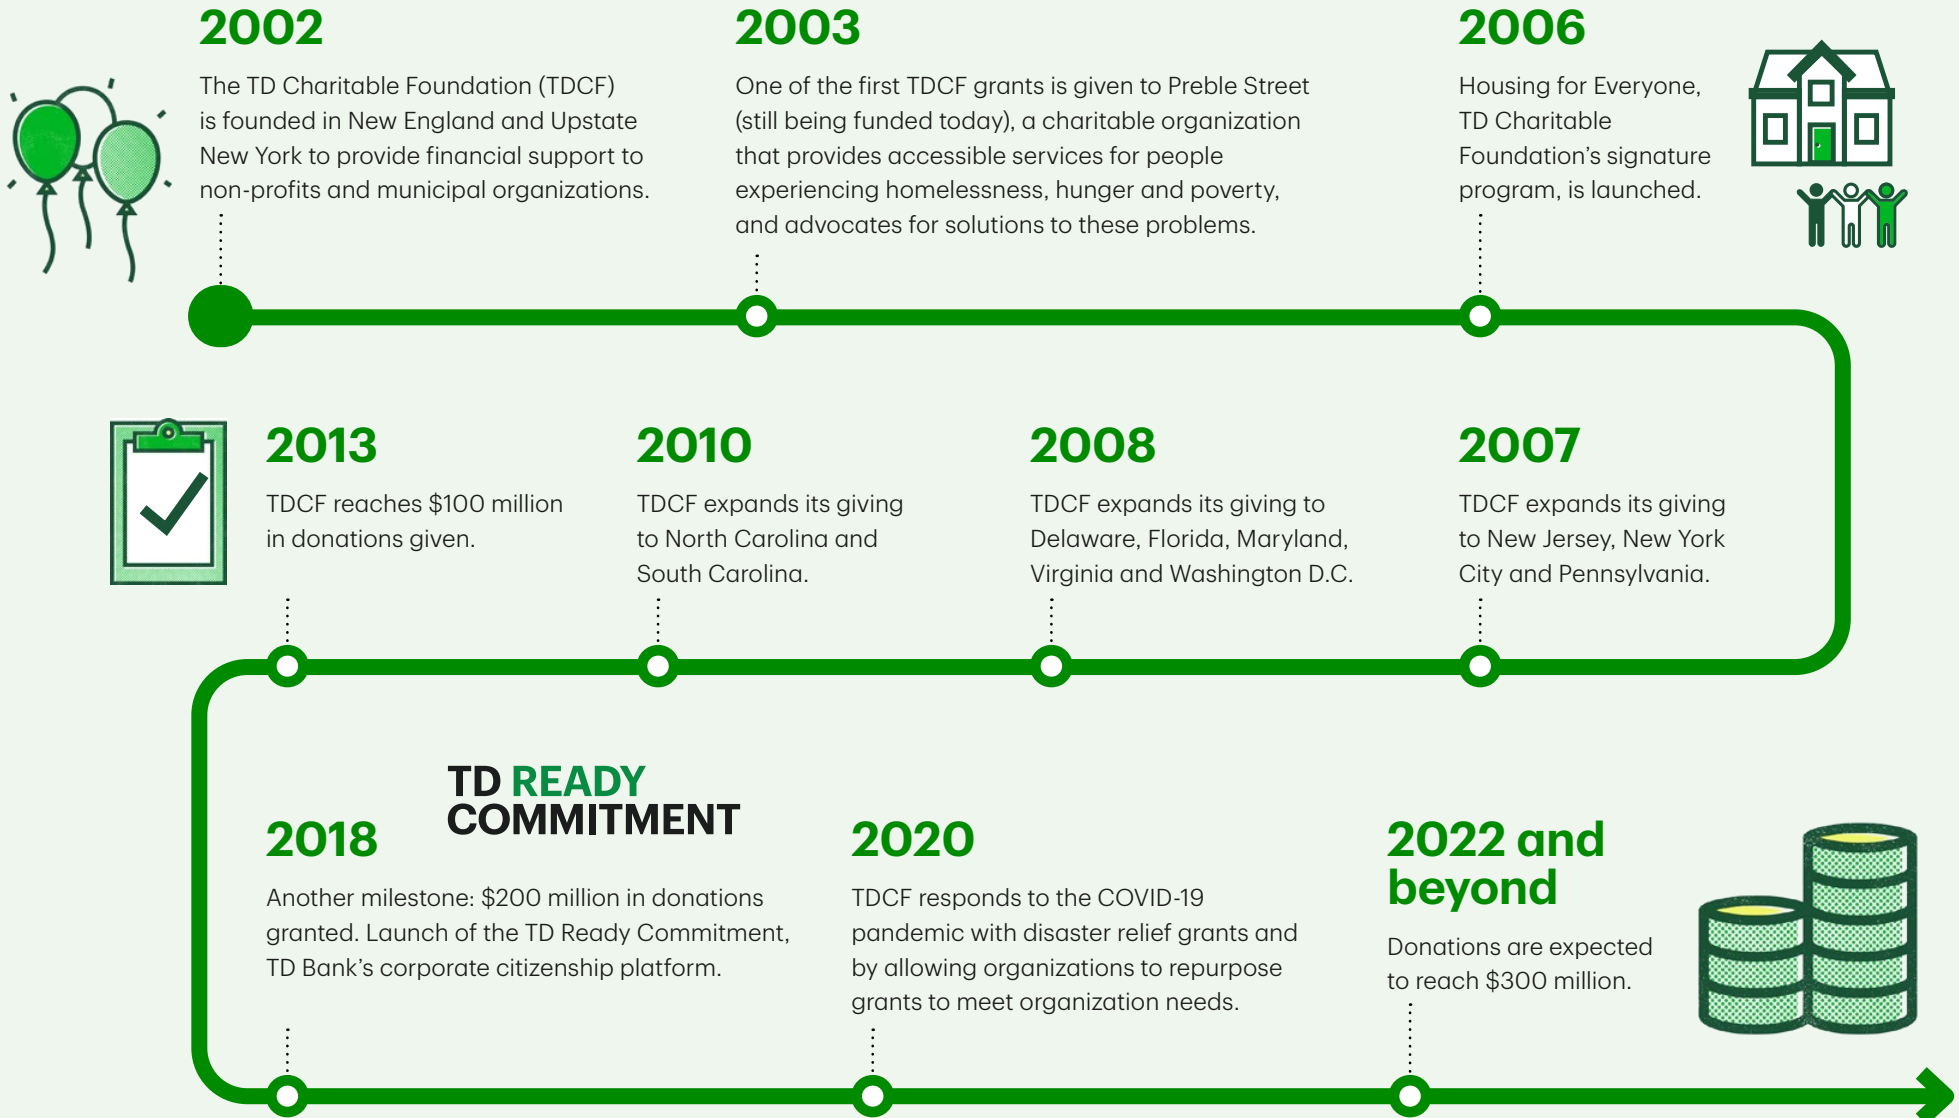 2002
The TD Charitable Foundation (TDCF)
is founded in New England and Upstate
New York to provide financial support to
non-profits and municipal organizations.
2003
One of the first TDCF grants is given to Preble Street
(still being funded today), a charitable organization
that provides accessible services for people
experiencing homelessness, hunger and poverty,
and advocates for solutions to these problems.
2006
Housing for Everyone,
TD Charitable
Foundation’s signature
program, is launched.
2007
TDCF expands its giving
to New Jersey, New York
City and Pennsylvania.
2008
TDCF expands its giving to
Delaware, Florida, Maryland,
Virginia and Washington D.C.
2010
TDCF expands its giving
to North Carolina and
South Carolina.
2013
TDCF reaches $100 million
in donations given.
2018
TD READY
COMMITMENT
Another milestone: $200 million in donations
granted. Launch of the TD Ready Commitment,
TD Bank’s corporate citizenship platform.
2020
TDCF responds to the COVID-19
pandemic with disaster relief grants and
by allowing organizations to repurpose
grants to meet organization needs.
2022 and
beyond
Donations are expected
to reach $300 million.